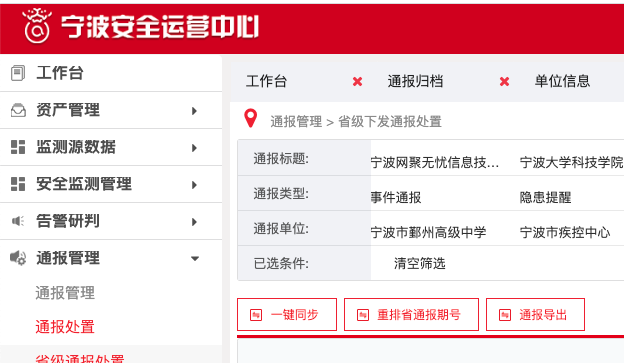 宁波安全运营中心
工作台
资产管理
监测源数据
安全监测管理
告警研判
通报管理
通报管理
通报处置
省级通报处置
工作台 通报归档 单位信息
通报管理 > 省级下发通报处置
通报标题: 宁波网聚无忧信息技... 宁波大学科技学院
通报类型: 事件通报 隐患提醒
通报单位: 宁波市鄞州高级中学 宁波市疾控中心
已选条件: 清空筛选
一键同步 重排省通报期号 通报导出